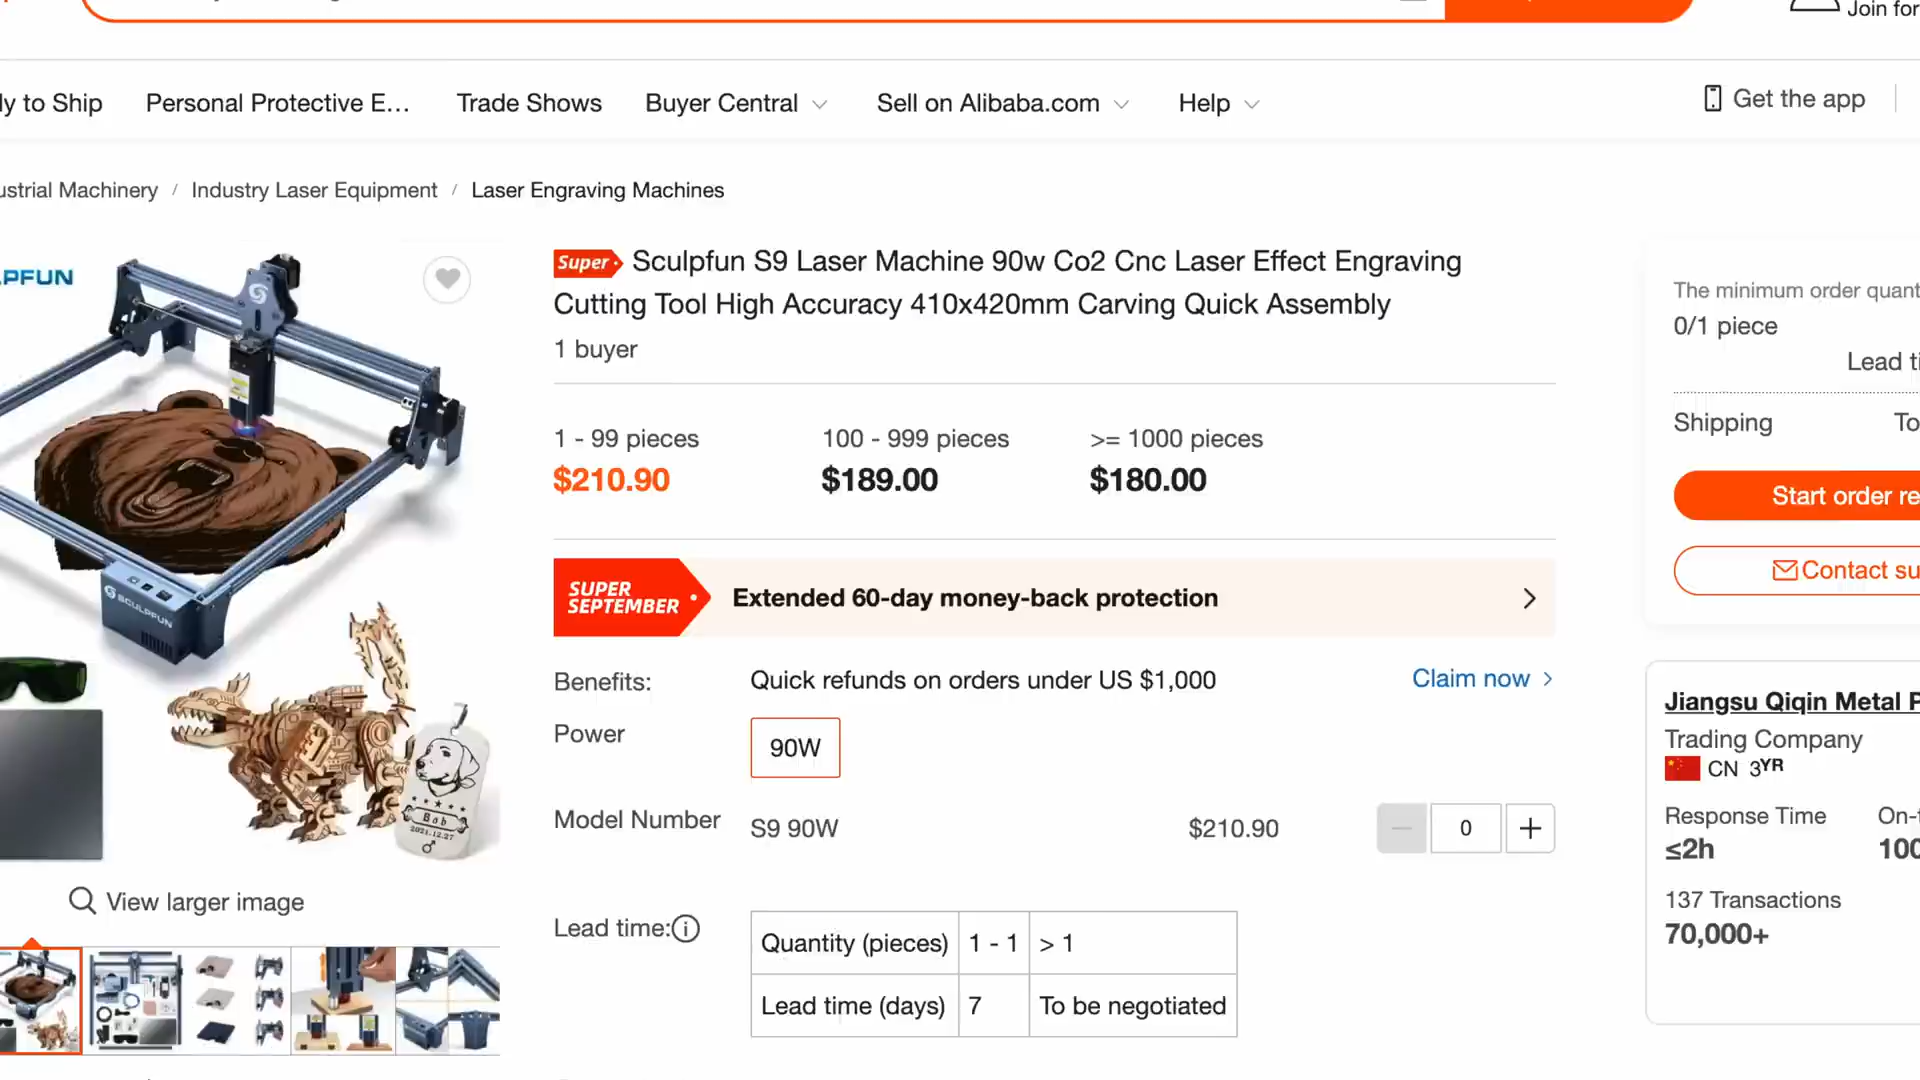 Join for
ly to Ship
Personal Protective E...
Trade Shows
Buyer Central
Sell on Alibaba.com
Help
Get the app
ustrial Machinery / Industry Laser Equipment / Laser Engraving Machines
LPFUN
Super
Sculpfun S9 Laser Machine 90w Co2 Cnc Laser Effect Engraving
Cutting Tool High Accuracy 410x420mm Carving Quick Assembly
1 buyer
1 - 99 pieces
$210.90
100 - 999 pieces
$189.00
>= 1000 pieces
$180.00
SUPER
SEPTEMBER
Extended 60-day money-back protection
Benefits:
Quick refunds on orders under US $1,000
Claim now
Power
90W
Model Number
S9 90W
$210.90
0
Lead time:
Quantity (pieces) 1 - 1 > 1
Lead time (days) 7 To be negotiated
SCULPFUN
Bob
2021.12.27
View larger image
The minimum order quant
0/1 piece
Lead ti
Shipping
To
Start order re
Contact su
Jiangsu Qiqin Metal P
Trading Company
CN 3YR
Response Time
≤2h
On-t
100
137 Transactions
70,000+